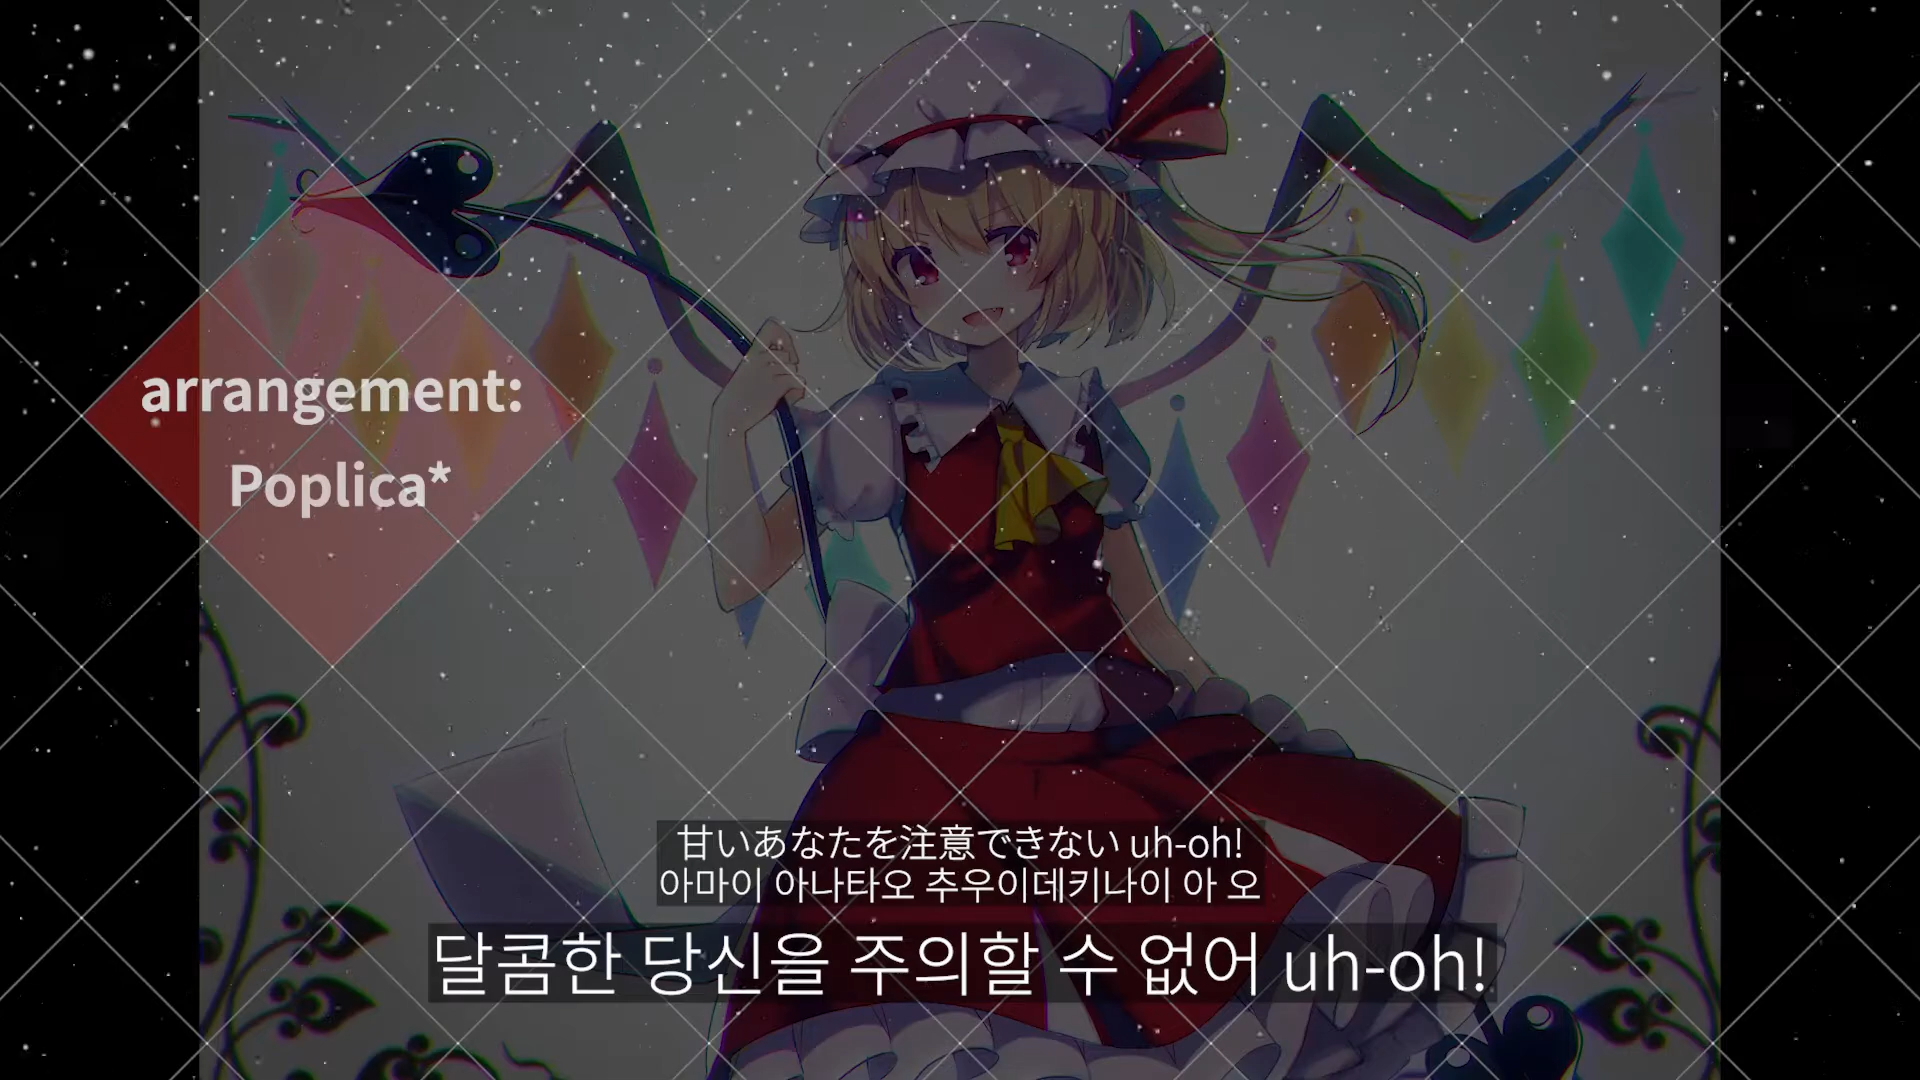 arrangement:
Poplica*
甘いあなたを注意できない uh-oh!
아마이 아나타오 추우이데키나이 아 오
달콤한 당신을 주의할 수 없어 uh-oh!